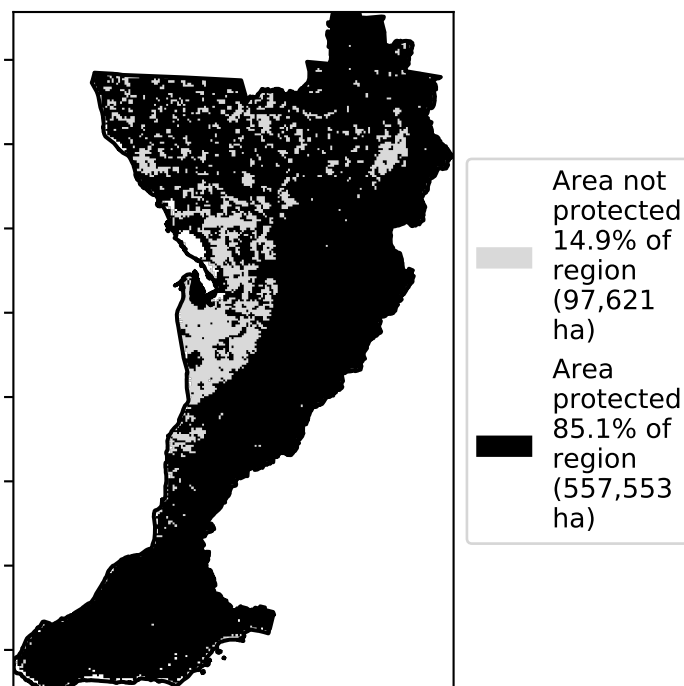 Area not
protected
14.9% of
region
(97,621
ha)
Area
protected
85.1% of
region
(557,553
ha)